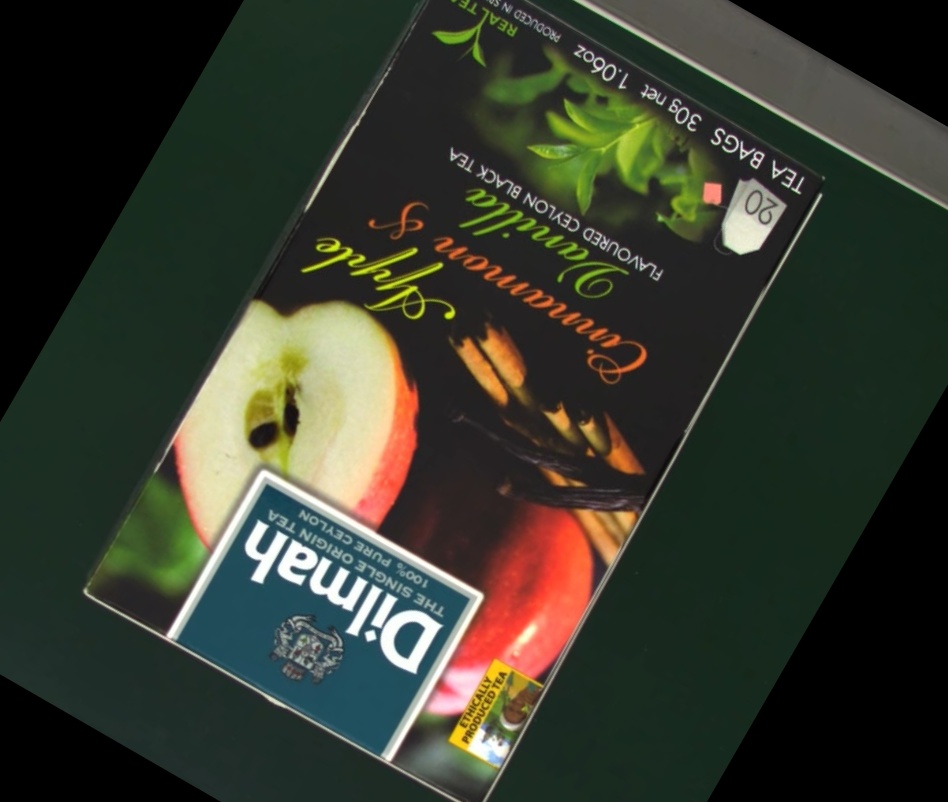 Dilmah
THE SINGLE ORIGIN TEA
100% PURE CEYLON
ETHICALLY
PRODUCED TEA
Apple
Cinnamon &
Vanilla
FLAVOURED CEYLON BLACK TEA
20
TEA BAGS 30g net 1.06oz
PRODUCED IN
REAL TEA